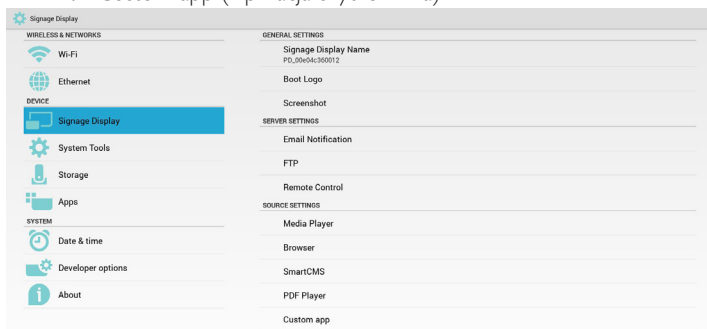 Signage Display
WIRELESS & NETWORKS
Wi-Fi
Ethernet
DEVICE
Signage Display
System Tools
Storage
Apps
SYSTEM
Date & time
Developer options
About
GENERAL SETTINGS
Signage Display Name
PD_00e04c360012
Boot Logo
Screenshot
SERVER SETTINGS
Email Notification
FTP
Remote Control
SOURCE SETTINGS
Media Player
Browser
SmartCMS
PDF Player
Custom app